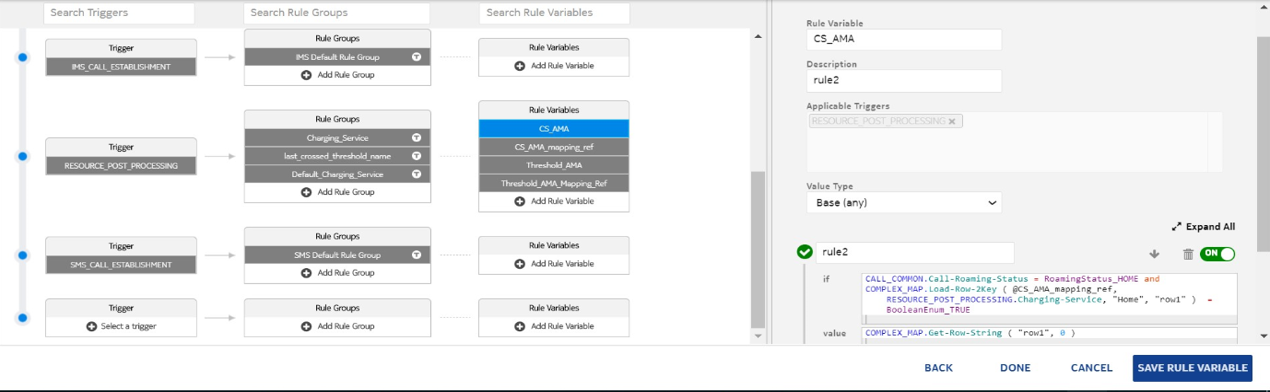 Search Triggers
Search Rule Groups
Search Rule Variables
Trigger
IMS_CALL_ESTABLISHMENT
Rule Groups
IMS Default Rule Group
Add Rule Group
Rule Variables
Add Rule Variable
Trigger
RESOURCE_POST_PROCESSING
Rule Groups
Charging_Service
last_crossed_threshold_name
Default_Charging_Service
Add Rule Group
Rule Variables
CS_AMA
CS_AMA_mapping_ref
Threshold_AMA
Threshold_AMA_Mapping_Ref
Add Rule Variable
Trigger
SMS_CALL_ESTABLISHMENT
Rule Groups
SMS Default Rule Group
Add Rule Group
Rule Variables
Add Rule Variable
Trigger
Select a trigger
Rule Groups
Add Rule Group
Rule Variables
Add Rule Variable
Rule Variable
CS_AMA
Description
rule2
Applicable Triggers
RESOURCE_POST_PROCESSING
Value Type
Base (any)
Expand All
rule2
ON
if
CALL_COMMON.Call-Roaming-Status = RoamingStatus_HOME and
COMPLEX_MAP.Load-Row-2Key ( @CS_AMA_mapping_ref,
RESOURCE_POST_PROCESSING.Charging-Service, "Home", "row1" ) =
BooleanEnum_TRUE
value
COMPLEX_MAP.Get-Row-String ( "row1", 0 )
BACK
DONE
CANCEL
SAVE RULE VARIABLE